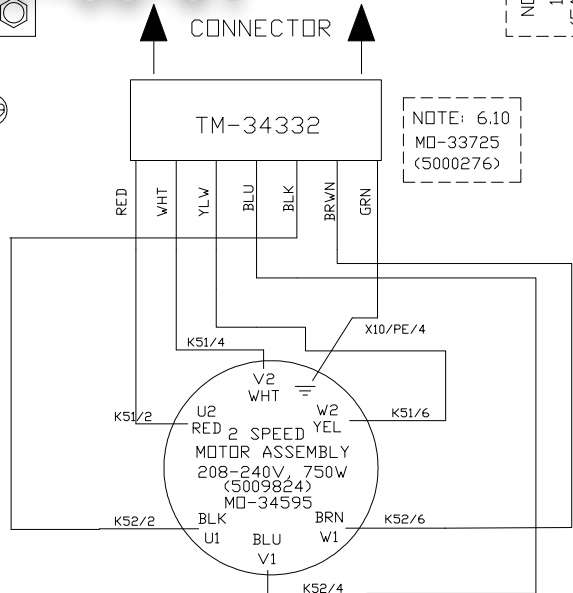 CONNECTOR
NO
TM-34332
NOTE: 6.10
MO-33725
(5000276)
RED
WHT
YLW
BLU
BLK
BRWN
GRN
X10/PE/4
K51/4
V2
WHT
K51/2
U2
RED
W2
YEL
K51/6
2 SPEED
MOTOR ASSEMBLY
208-240V, 750W
(5009824)
MO-34595
K52/2
BLK
U1
BLU
V1
BRN
W1
K52/6
K52/4